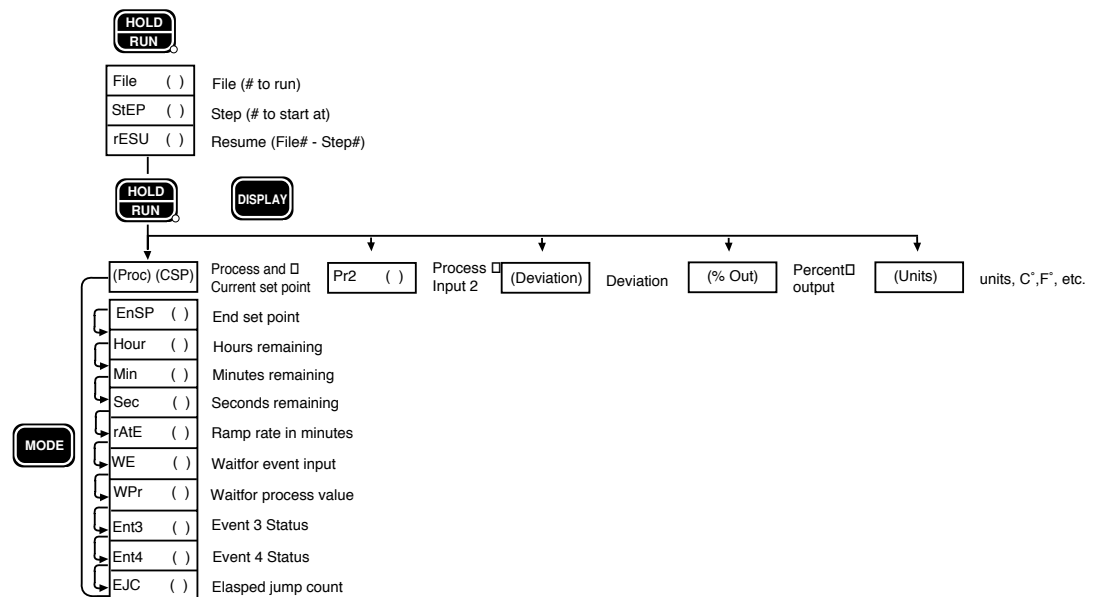 HOLD
RUN
File ( ) File (# to run)
StEP ( ) Step (# to start at)
rESU ( ) Resume (File# - Step#)
HOLD
RUN
DISPLAY
(Proc) (CSP) Process and □
Current set point
Pr2 ( ) Process □
Input 2
(Deviation) Deviation
(% Out) Percent□
output
(Units) units, C°,F°, etc.
EnSP ( ) End set point
Hour ( ) Hours remaining
Min ( ) Minutes remaining
Sec ( ) Seconds remaining
rAtE ( ) Ramp rate in minutes
MODE
WE ( ) Waitfor event input
WPr ( ) Waitfor process value
Ent3 ( ) Event 3 Status
Ent4 ( ) Event 4 Status
EJC ( ) Elasped jump count